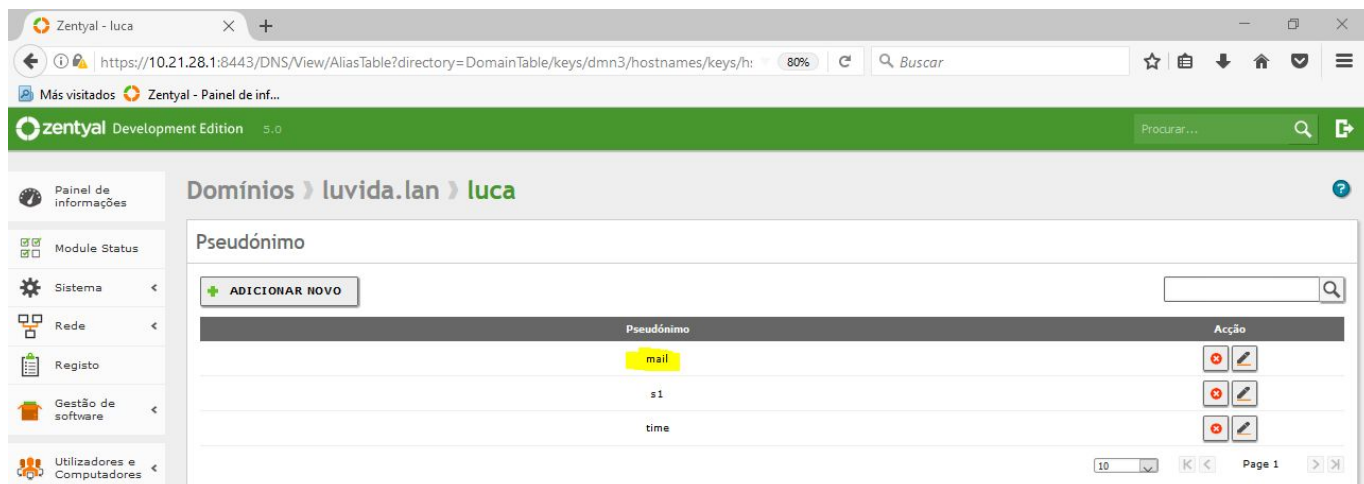 Zentyal - luca
https://10.21.28.1:8443/DNS/View/AliasTable?directory=DomainTable/keys/dmn3/hostnames/keys/h:
80%
Buscar
Más visitados
Zentyal - Painel de inf...
zentyal Development Edition 5.0
Procurar...
Painel de informações
Domínios luvida.lan luca
Module Status
Pseudónimo
Sistema
ADICIONAR NOVO
Rede
Pseudónimo Acção
Registo
mail
Gestão de software
s1
time
Utilizadores e Computadores
10 Page 1